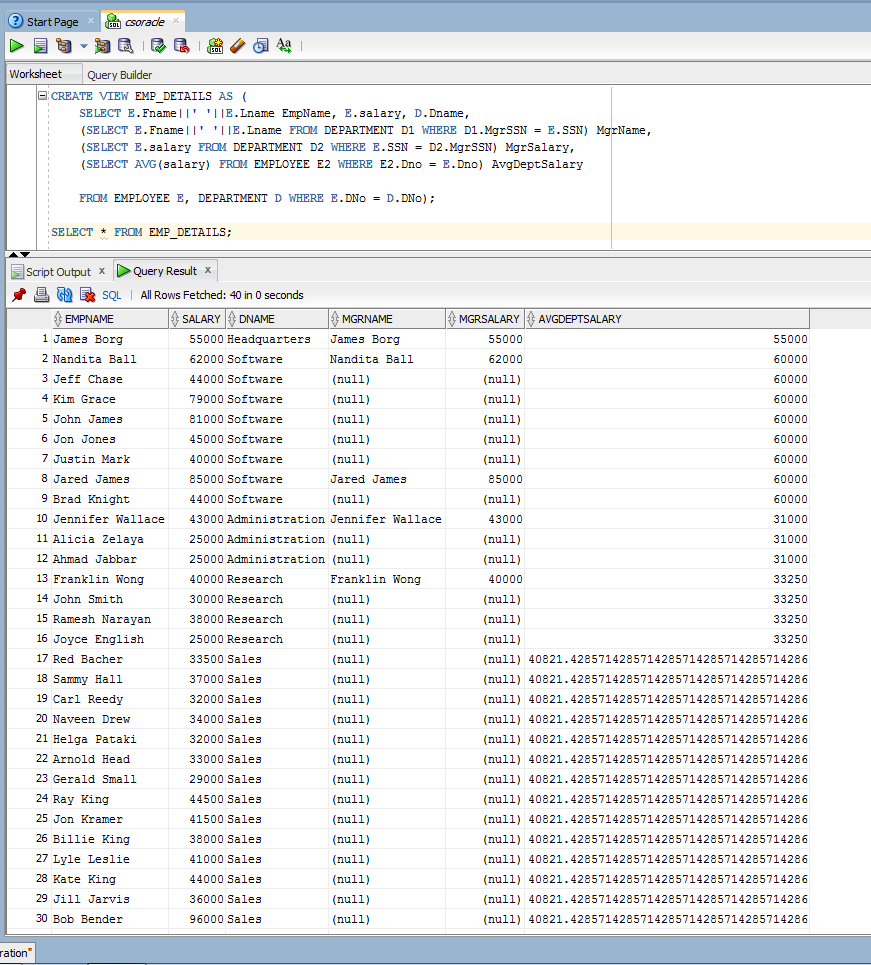 Start Page × csoracle ×
Worksheet Query Builder
CREATE VIEW EMP_DETAILS AS (
SELECT E.Fname||' '||E.Lname EmpName, E.salary, D.Dname,
(SELECT E.Fname||' '||E.Lname FROM DEPARTMENT D1 WHERE D1.MgrSSN = E.SSN) MgrName,
(SELECT E.salary FROM DEPARTMENT D2 WHERE E.SSN = D2.MgrSSN) MgrSalary,
(SELECT AVG(salary) FROM EMPLOYEE E2 WHERE E2.Dno = E.Dno) AvgDeptSalary
FROM EMPLOYEE E, DEPARTMENT D WHERE E.DNo = D.DNo);
SELECT * FROM EMP_DETAILS;
Script Output × Query Result ×
SQL | All Rows Fetched: 40 in 0 seconds
EMPNAME SALARY DNAME MGRNAME MGRSALARY AVGDEPTSALARY
1 James Borg 55000 Headquarters James Borg 55000 55000
2 Nandita Ball 62000 Software Nandita Ball 62000 60000
3 Jeff Chase 44000 Software (null) (null) 60000
4 Kim Grace 79000 Software (null) (null) 60000
5 John James 81000 Software (null) (null) 60000
6 Jon Jones 45000 Software (null) (null) 60000
7 Justin Mark 40000 Software (null) (null) 60000
8 Jared James 85000 Software Jared James 85000 60000
9 Brad Knight 44000 Software (null) (null) 60000
10 Jennifer Wallace 43000 Administration Jennifer Wallace 43000 31000
11 Alicia Zelaya 25000 Administration (null) (null) 31000
12 Ahmad Jabbar 25000 Administration (null) (null) 31000
13 Franklin Wong 40000 Research Franklin Wong 40000 33250
14 John Smith 30000 Research (null) (null) 33250
15 Ramesh Narayan 38000 Research (null) (null) 33250
16 Joyce English 25000 Research (null) (null) 33250
17 Red Bacher 33500 Sales (null) (null) 40821.4285714285714285714285714285714286
18 Sammy Hall 37000 Sales (null) (null) 40821.4285714285714285714285714285714286
19 Carl Reedy 32000 Sales (null) (null) 40821.4285714285714285714285714285714286
20 Naveen Drew 34000 Sales (null) (null) 40821.4285714285714285714285714285714286
21 Helga Pataki 32000 Sales (null) (null) 40821.4285714285714285714285714285714286
22 Arnold Head 33000 Sales (null) (null) 40821.4285714285714285714285714285714286
23 Gerald Small 29000 Sales (null) (null) 40821.4285714285714285714285714285714286
24 Ray King 44500 Sales (null) (null) 40821.4285714285714285714285714285714286
25 Jon Kramer 41500 Sales (null) (null) 40821.4285714285714285714285714285714286
26 Billie King 38000 Sales (null) (null) 40821.4285714285714285714285714285714286
27 Lyle Leslie 41000 Sales (null) (null) 40821.4285714285714285714285714285714286
28 Kate King 44000 Sales (null) (null) 40821.4285714285714285714285714285714286
29 Jill Jarvis 36000 Sales (null) (null) 40821.4285714285714285714285714285714286
30 Bob Bender 96000 Sales (null) (null) 40821.4285714285714285714285714285714286
ration"